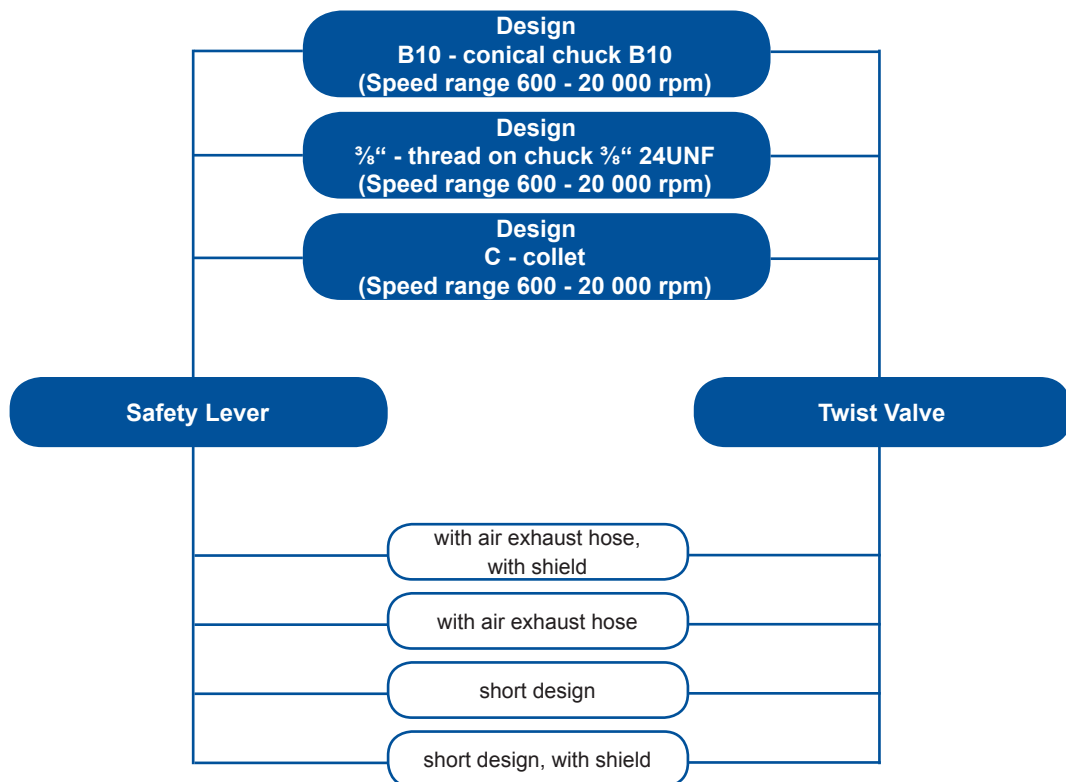 Design
B10 - conical chuck B10
(Speed range 600 - 20 000 rpm)
Design
⅜“ - thread on chuck ⅜“ 24UNF
(Speed range 600 - 20 000 rpm)
Design
C - collet
(Speed range 600 - 20 000 rpm)
Safety Lever
Twist Valve
with air exhaust hose,
with shield
with air exhaust hose
short design
short design, with shield